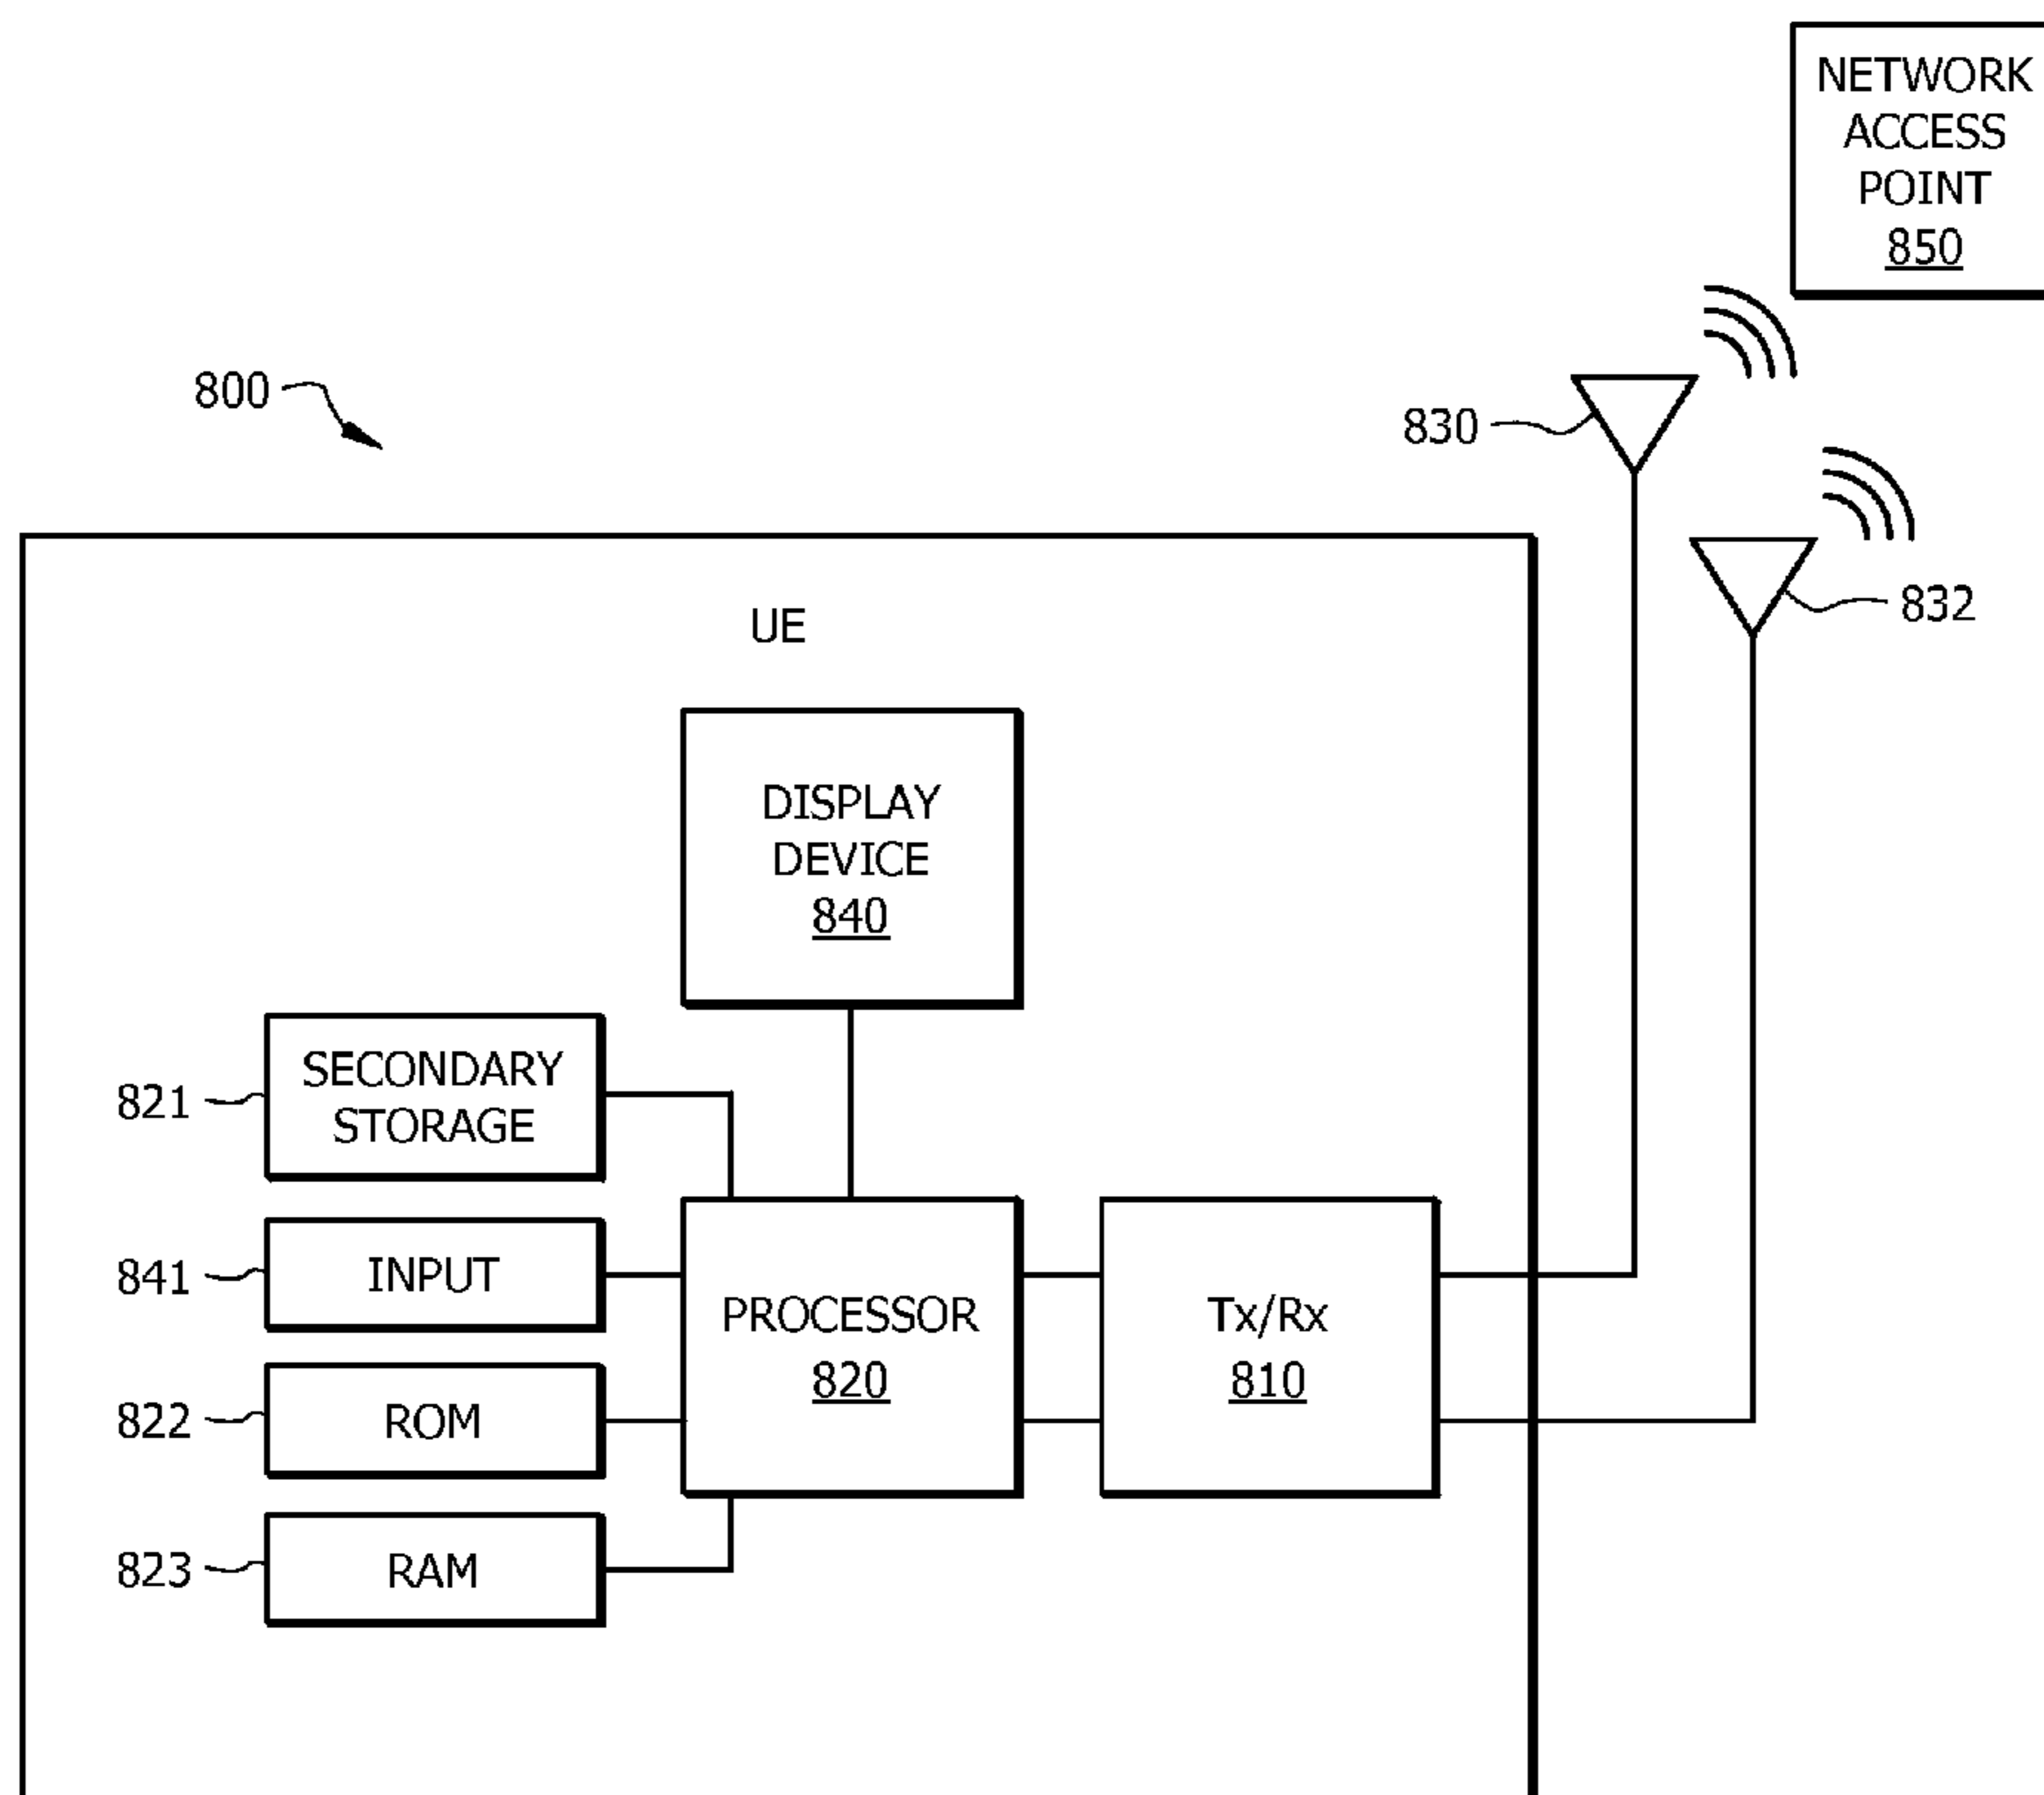 NETWORK
ACCESS
POINT
850
800
830
832
UE
DISPLAY
DEVICE
840
SECONDARY
STORAGE
821
INPUT
841
PROCESSOR
820
Tx/Rx
810
ROM
822
RAM
823